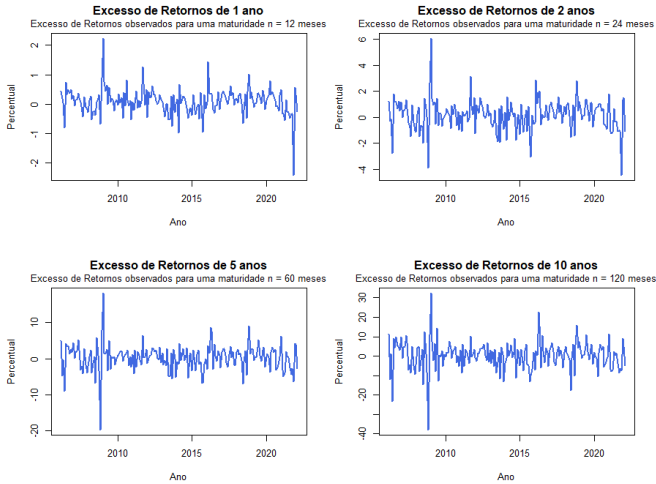 Excesso de Retornos de 1 ano
Excesso de Retornos observados para uma maturidade n = 12 meses
Percentual
2
1
0
-1
-2
2010
2015
2020
Ano
Excesso de Retornos de 2 anos
Excesso de Retornos observados para uma maturidade n = 24 meses
Percentual
6
4
2
0
-2
-4
2010
2015
2020
Ano
Excesso de Retornos de 5 anos
Excesso de Retornos observados para uma maturidade n = 60 meses
Percentual
10
0
-10
-20
2010
2015
2020
Ano
Excesso de Retornos de 10 anos
Excesso de Retornos observados para uma maturidade n = 120 meses
Percentual
30
20
10
0
-20
-40
2010
2015
2020
Ano